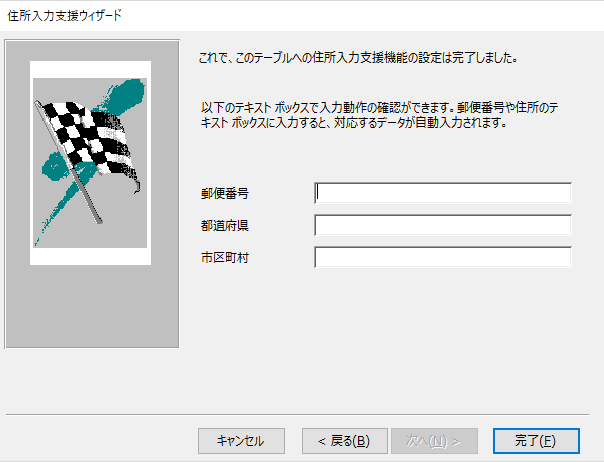 住所入力支援ウィザード
これで、このテーブルへの住所入力支援機能の設定は完了しました。
以下のテキスト ボックスで入力動作の確認ができます。郵便番号や住所のテ
キスト ボックスに入力すると、対応するデータが自動入力されます。
郵便番号
都道府県
市区町村
キャンセル
< 戻る(B)
次へ(N) >
完了(F)